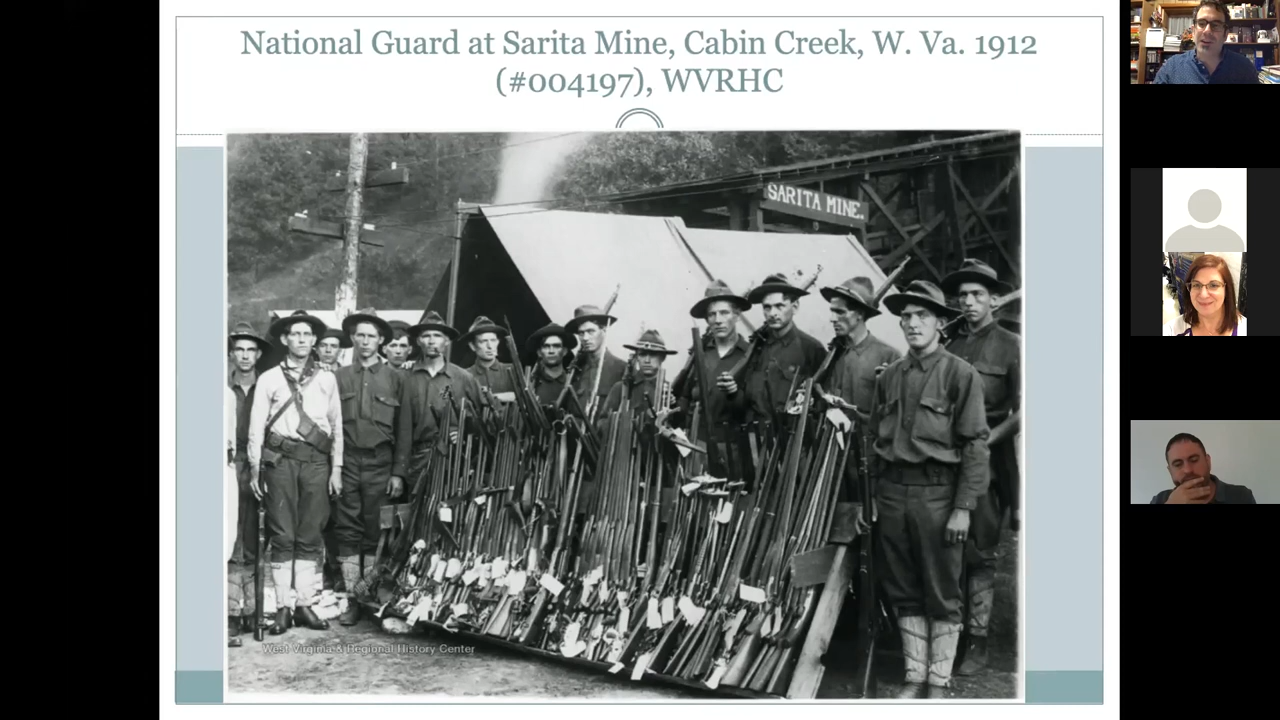 National Guard at Sarita Mine, Cabin Creek, W. Va. 1912
(#004197), WVRHC
SARITA MINE.
West Virginia & Regional History Center